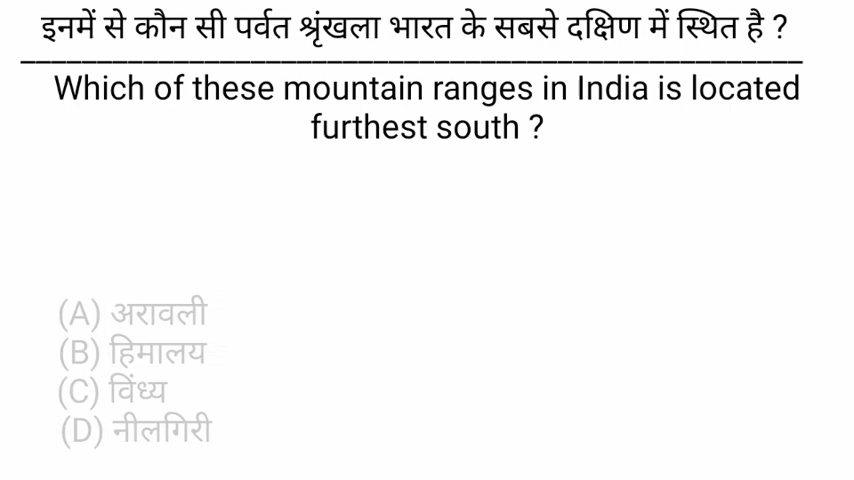 इनमें से कौन सी पर्वत श्रृंखला भारत के सबसे दक्षिण में स्थित है ?
Which of these mountain ranges in India is located
furthest south ?
(A) अरावली
(B) हिमालय
(C) विंध्य
(D) नीलगिरी